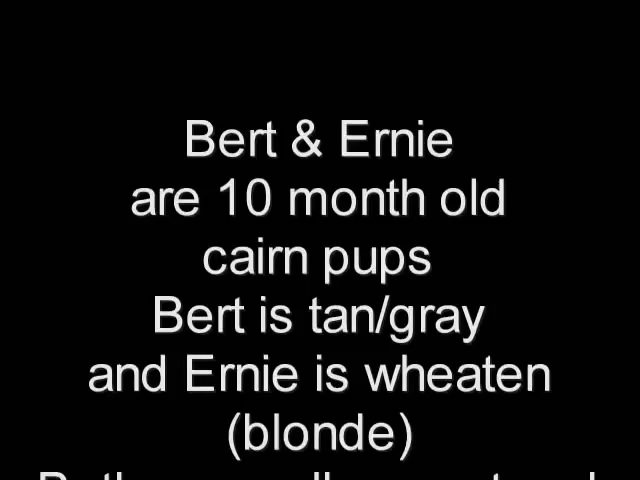 Bert & Ernie
are 10 month old
cairn pups
Bert is tan/gray
and Ernie is wheaten
(blonde)